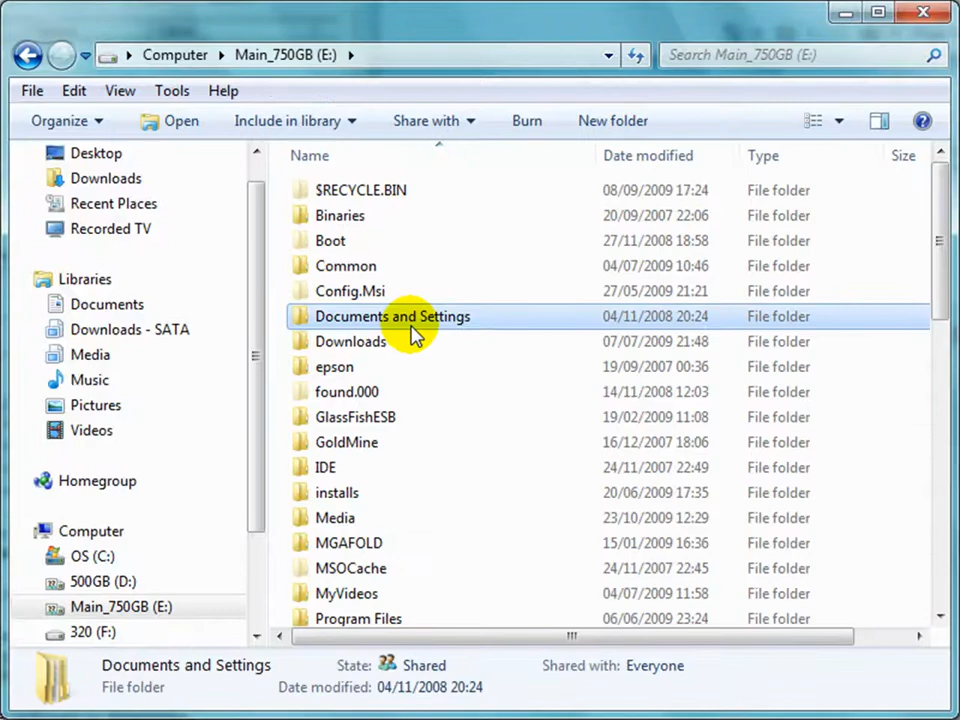 Computer Main_750GB (E:) Search Main_750GB (E:)
File Edit View Tools Help
Organize Open Include in library Share with Burn New folder
Name Date modified Type Size
Desktop
Downloads
Recent Places
Recorded TV
Libraries
Documents
Downloads - SATA
Media
Music
Pictures
Videos
Homegroup
Computer
OS (C:)
500GB (D:)
Main_750GB (E:)
320 (F:)
$RECYCLE.BIN 08/09/2009 17:24 File folder
Binaries 20/09/2007 22:06 File folder
Boot 27/11/2008 18:58 File folder
Common 04/07/2009 10:46 File folder
Config.Msi 27/05/2009 21:21 File folder
Documents and Settings 04/11/2008 20:24 File folder
Downloads 07/07/2009 21:48 File folder
epson 19/09/2007 00:36 File folder
found.000 14/11/2008 12:03 File folder
GlassFishESB 19/02/2009 11:08 File folder
GoldMine 16/12/2007 18:06 File folder
IDE 24/11/2007 22:49 File folder
installs 20/06/2009 17:35 File folder
Media 23/10/2009 12:29 File folder
MGAFOLD 15/01/2009 16:36 File folder
MSOCache 24/11/2007 22:45 File folder
MyVideos 04/07/2009 11:58 File folder
Program Files 06/06/2009 23:24 File folder
Documents and Settings State: Shared Shared with: Everyone
File folder Date modified: 04/11/2008 20:24